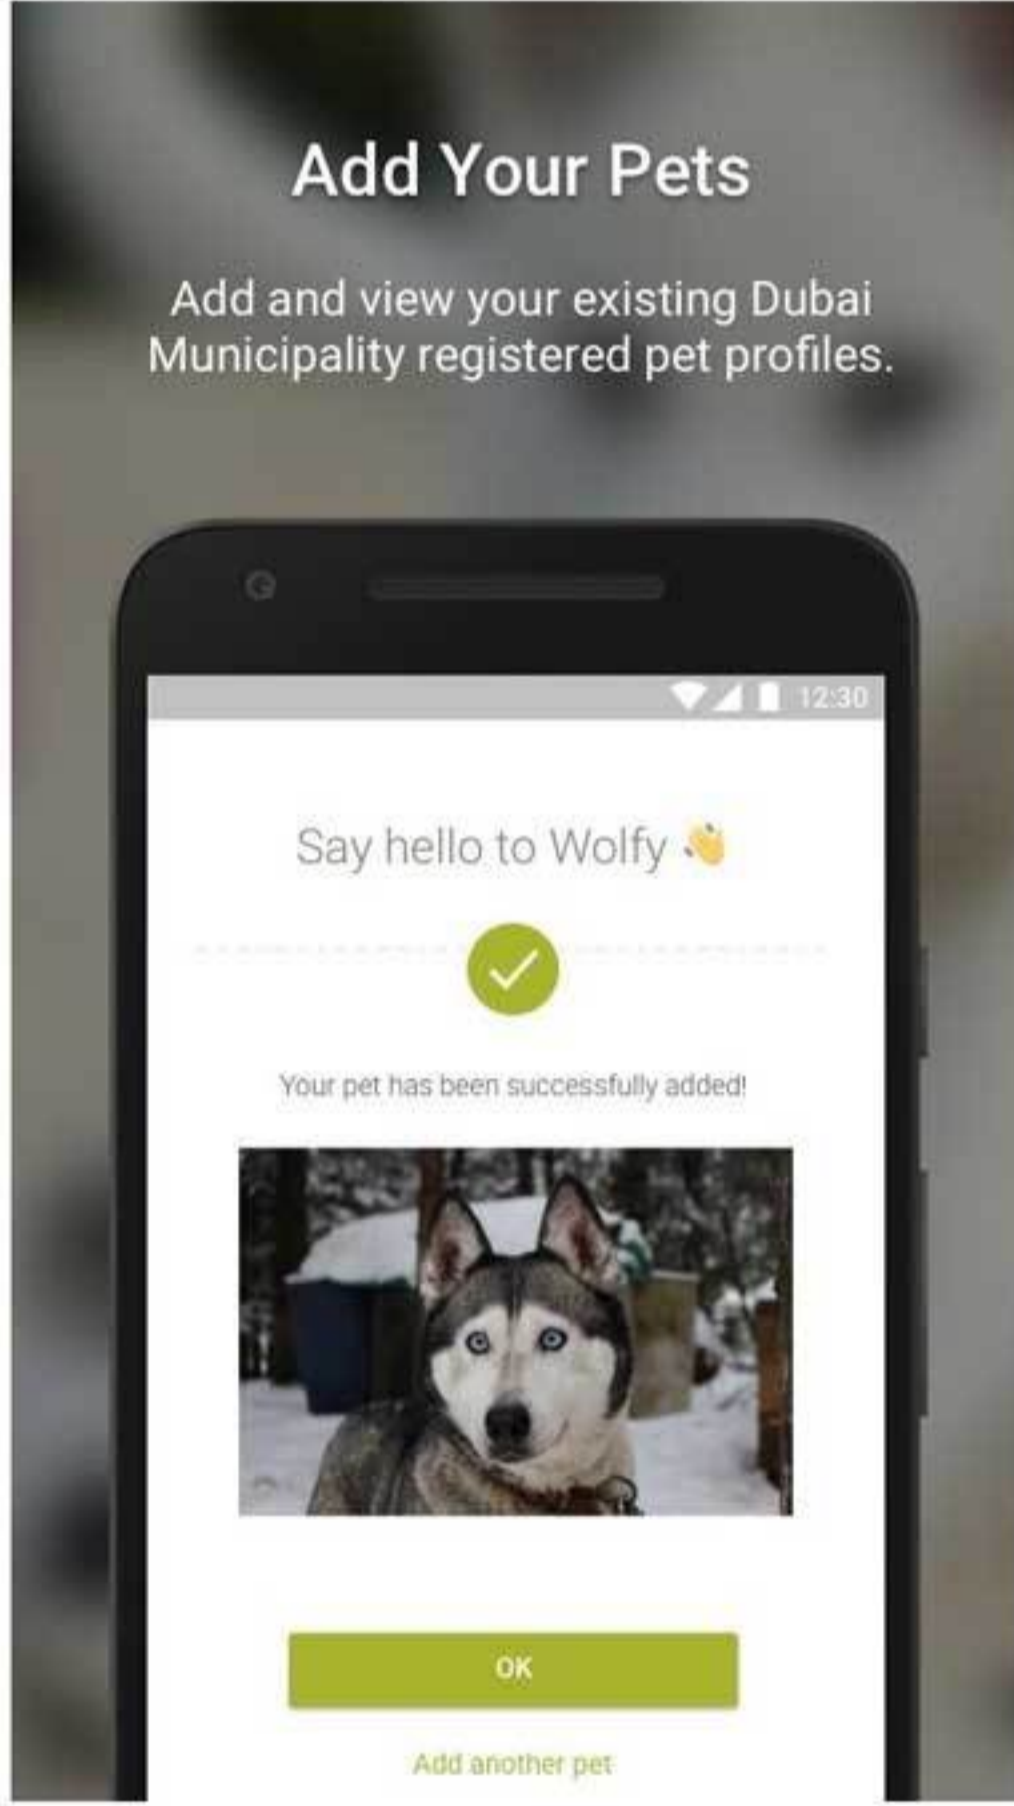 Add Your Pets
Add and view your existing Dubai
Municipality registered pet profiles.
12:30
Say hello to Wolfy 👋
Your pet has been successfully added!
OK
Add another pet